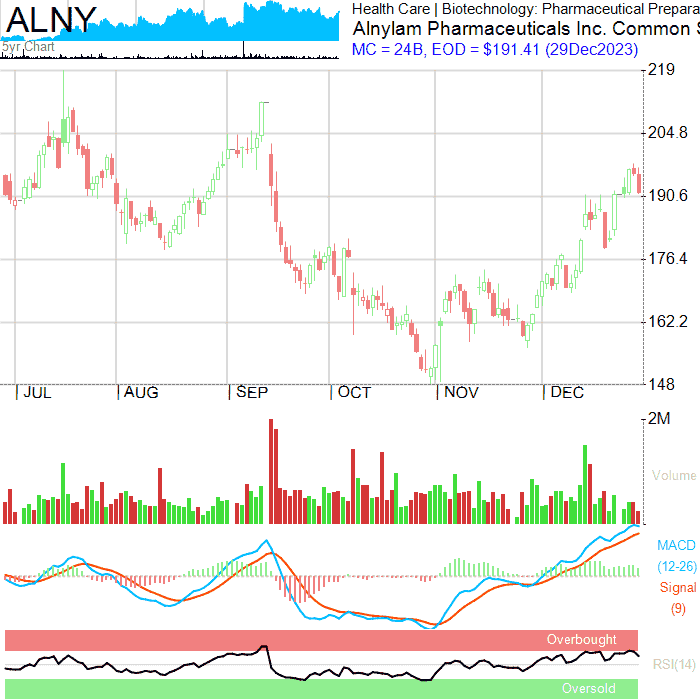 ALNY
5yr Chart
Health Care | Biotechnology: Pharmaceutical Prepara
Alnylam Pharmaceuticals Inc. Common S
MC = 24B, EOD = $191.41 (29Dec2023)
219
204.8
190.6
176.4
162.2
148
JUL AUG SEP OCT NOV DEC
2M
Volume
MACD
(12-26)
Signal
(9)
Overbought
RSI(14)
Oversold